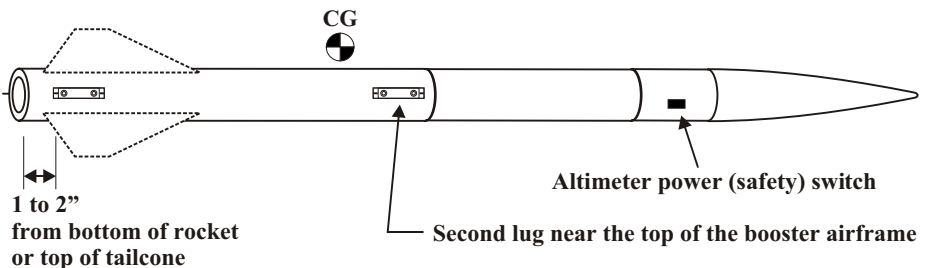 CG
Altimeter power (safety) switch
1 to 2”
from bottom of rocket
or top of tailcone
Second lug near the top of the booster airframe